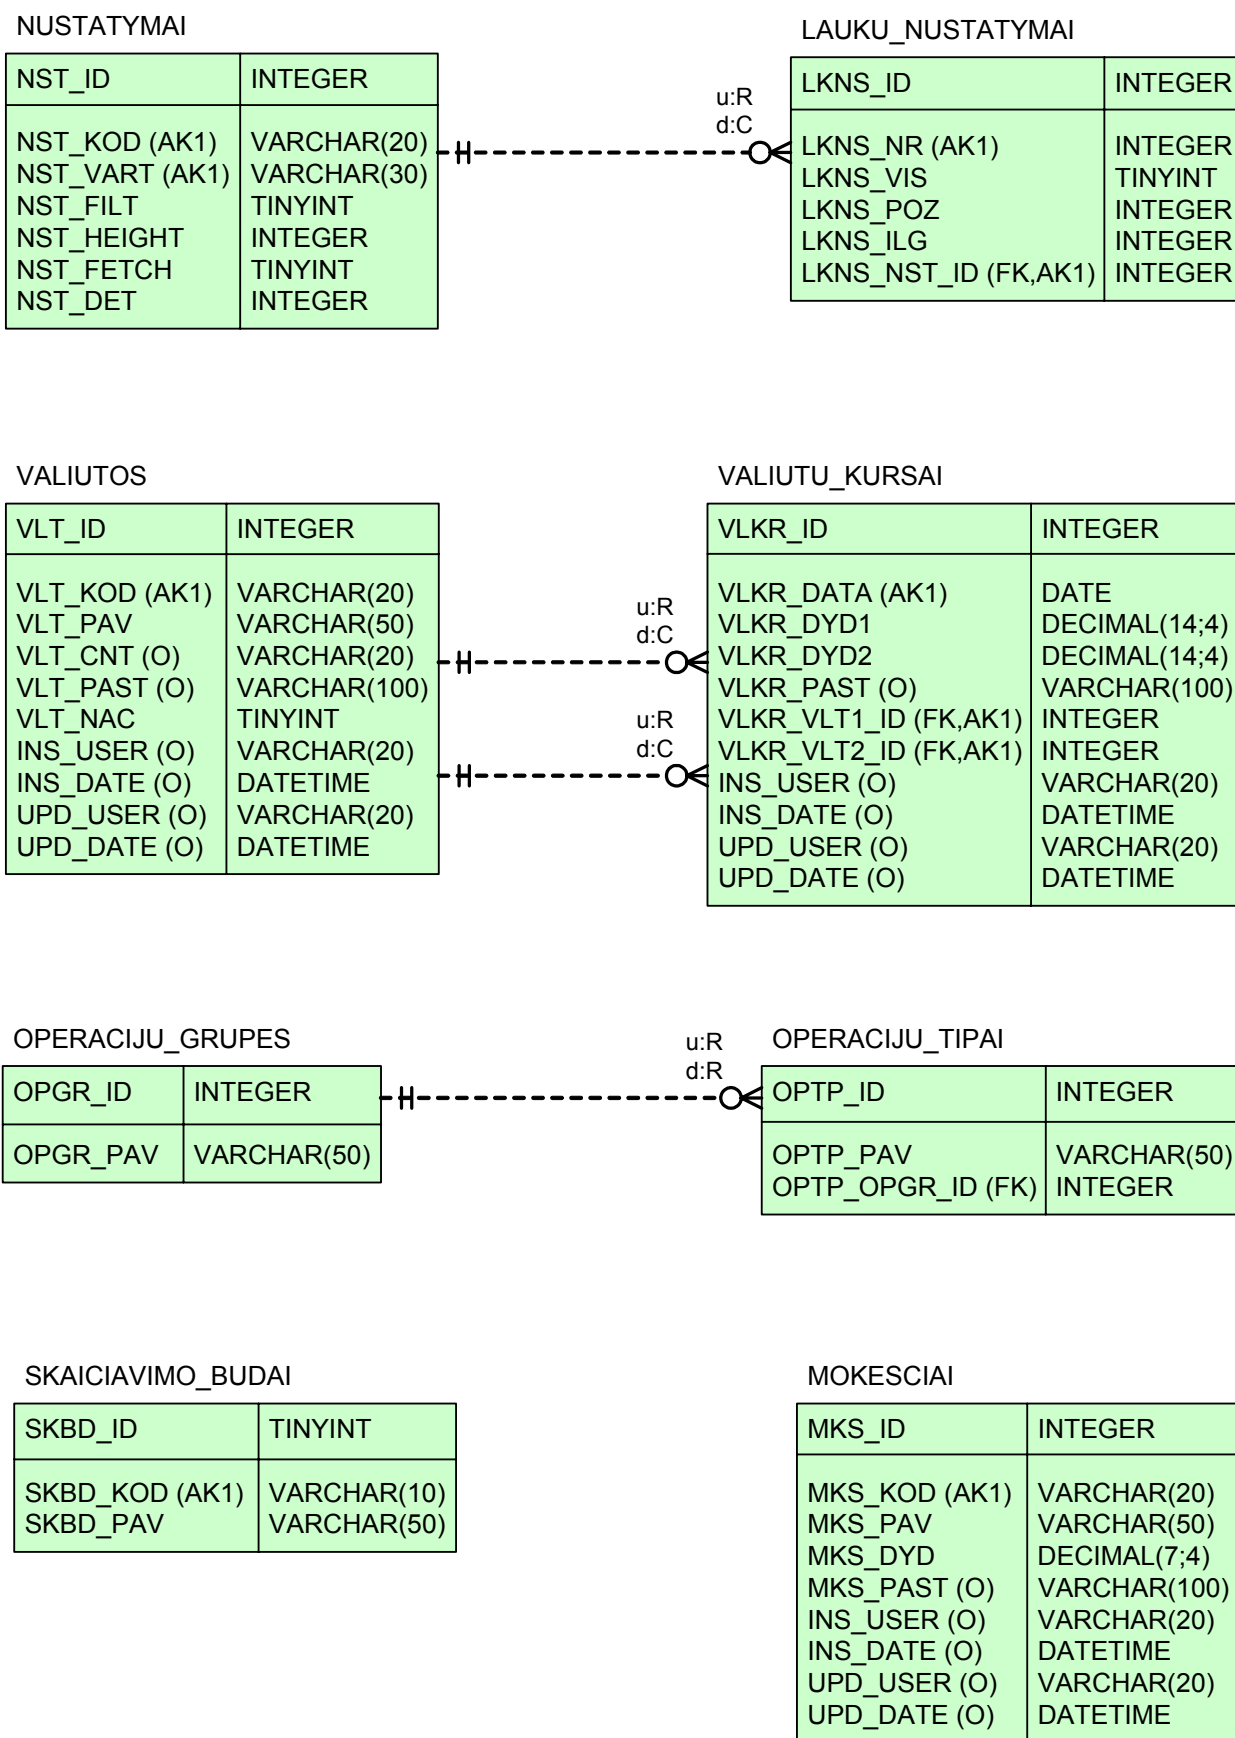 NUSTATYMAI
NST_ID INTEGER
NST_KOD (AK1) VARCHAR(20)
NST_VART (AK1) VARCHAR(30)
NST_FILT TINYINT
NST_HEIGHT INTEGER
NST_FETCH TINYINT
NST_DET INTEGER
u:R
d:C
LAUKU_NUSTATYMAI
LKNS_ID INTEGER
LKNS_NR (AK1) INTEGER
LKNS_VIS TINYINT
LKNS_POZ INTEGER
LKNS_ILG INTEGER
LKNS_NST_ID (FK,AK1) INTEGER
VALIUTOS
VLT_ID INTEGER
VLT_KOD (AK1) VARCHAR(20)
VLT_PAV VARCHAR(50)
VLT_CNT (O) VARCHAR(20)
VLT_PAST (O) VARCHAR(100)
VLT_NAC TINYINT
INS_USER (O) VARCHAR(20)
INS_DATE (O) DATETIME
UPD_USER (O) VARCHAR(20)
UPD_DATE (O) DATETIME
u:R
d:C
u:R
d:C
VALIUTU_KURSAI
VLKR_ID INTEGER
VLKR_DATA (AK1) DATE
VLKR_DYD1 DECIMAL(14;4)
VLKR_DYD2 DECIMAL(14;4)
VLKR_PAST (O) VARCHAR(100)
VLKR_VLT1_ID (FK,AK1) INTEGER
VLKR_VLT2_ID (FK,AK1) INTEGER
INS_USER (O) VARCHAR(20)
INS_DATE (O) DATETIME
UPD_USER (O) VARCHAR(20)
UPD_DATE (O) DATETIME
OPERACIJU_GRUPES
OPGR_ID INTEGER
OPGR_PAV VARCHAR(50)
u:R
d:R
OPERACIJU_TIPAI
OPTP_ID INTEGER
OPTP_PAV VARCHAR(50)
OPTP_OPGR_ID (FK) INTEGER
SKAICIAVIMO_BUDAI
SKBD_ID TINYINT
SKBD_KOD (AK1) VARCHAR(10)
SKBD_PAV VARCHAR(50)
MOKESCIAI
MKS_ID INTEGER
MKS_KOD (AK1) VARCHAR(20)
MKS_PAV VARCHAR(50)
MKS_DYD DECIMAL(7;4)
MKS_PAST (O) VARCHAR(100)
INS_USER (O) VARCHAR(20)
INS_DATE (O) DATETIME
UPD_USER (O) VARCHAR(20)
UPD_DATE (O) DATETIME